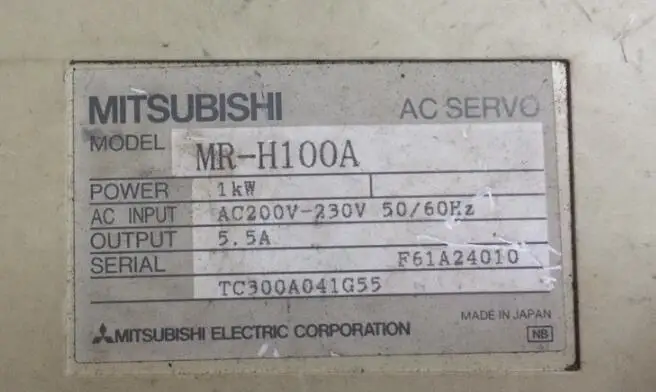 MITSUBISHI AC SERVO
MODEL MR-H100A
POWER 1kW
AC INPUT AC200V-230V 50/60Hz
OUTPUT 5.5A
SERIAL F61A24010
TC300A041G55
MADE IN JAPAN
MITSUBISHI ELECTRIC CORPORATION NB